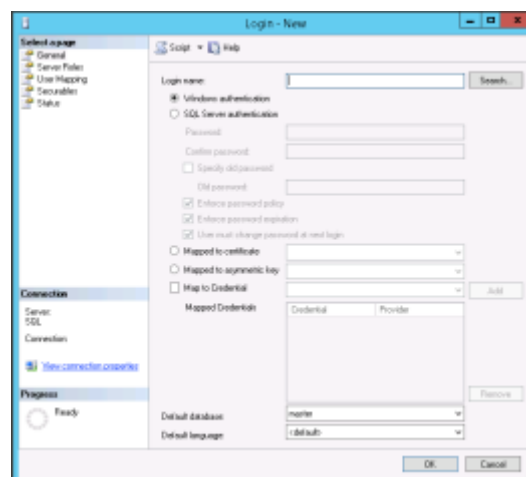 Login - New
Select a page
General
Server Roles
User Mapping
Securables
Status
Script
Help
Login name:
Search...
Windows authentication
SQL Server authentication
Password:
Confirm password:
Specify old password
Old password:
Enforce password policy
Enforce password expiration
User must change password at next login
Mapped to certificate
Mapped to asymmetric key
Map to Credential
Add
Mapped Credentials
Credential
Provider
Remove
Default database:
master
Default language:
<default>
Connection
Server:
SQL
Connection:
View connection properties
Progress
Ready
OK
Cancel